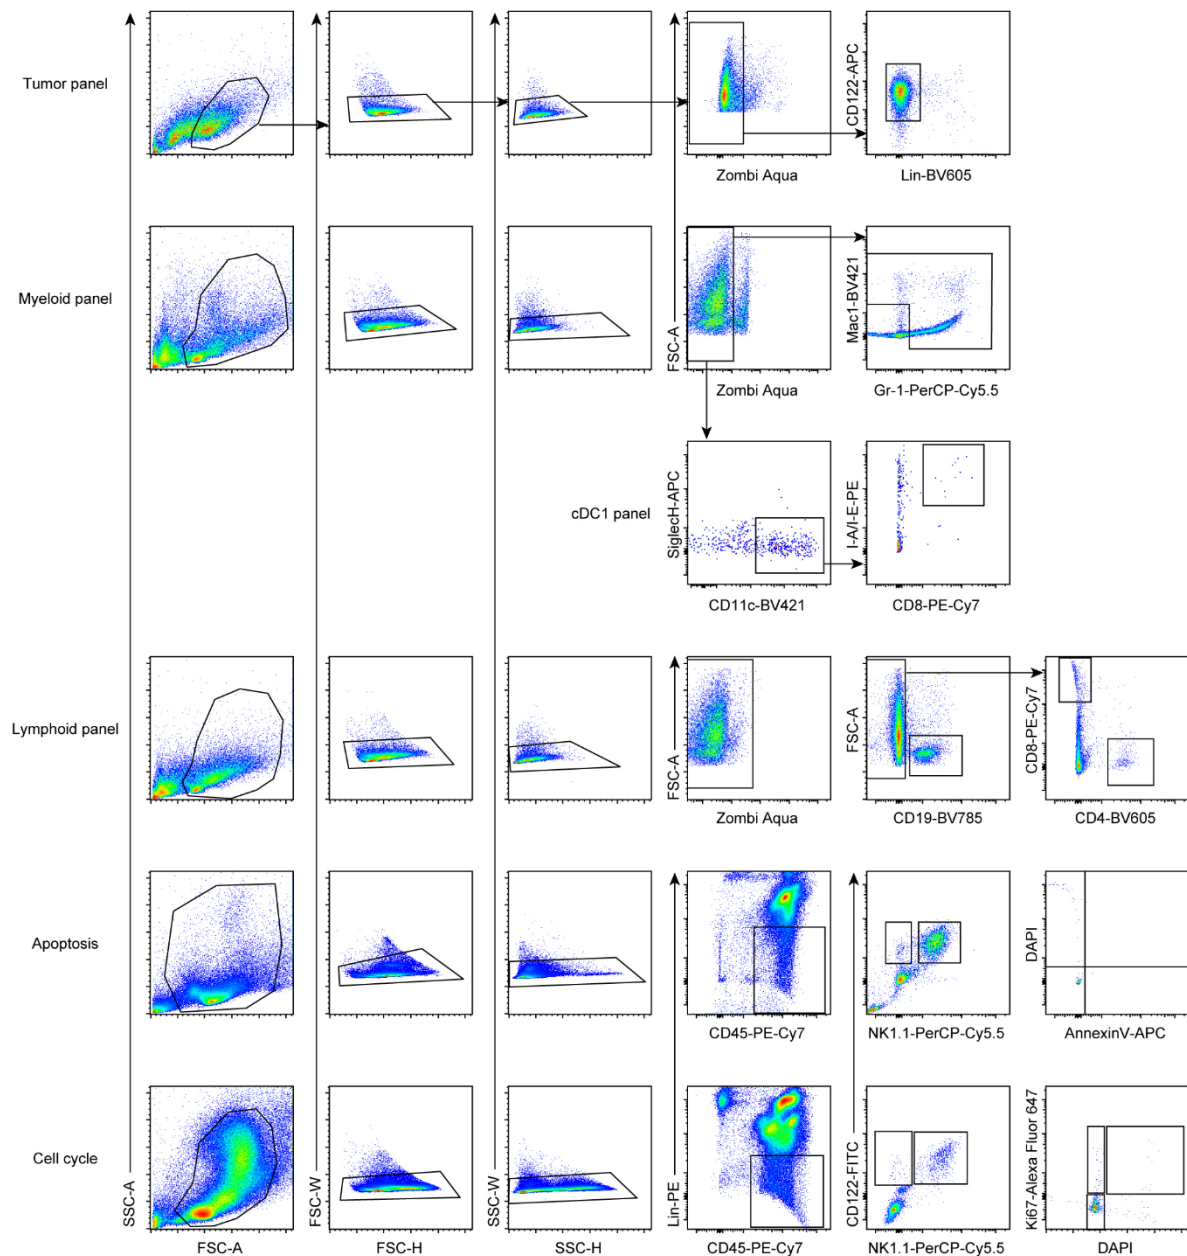 Tumor panel
CD122-APC
Zombi Aqua
Lin-BV605
Myeloid panel
FSC-A
Mac1-BV421
Zombi Aqua
Gr-1-PerCP-Cy5.5
cDC1 panel
SiglecH-APC
I-A/I-E-PE
CD11c-BV421
CD8-PE-Cy7
Lymphoid panel
FSC-A
FSC-A
CD8-PE-Cy7
Zombi Aqua
CD19-BV785
CD4-BV605
Apoptosis
DAPI
CD45-PE-Cy7
NK1.1-PerCP-Cy5.5
AnnexinV-APC
Cell cycle
SSC-A
FSC-W
SSC-W
Lin-PE
CD122-FITC
Ki67-Alexa Fluor 647
FSC-A
FSC-H
SSC-H
CD45-PE-Cy7
NK1.1-PerCP-Cy5.5
DAPI